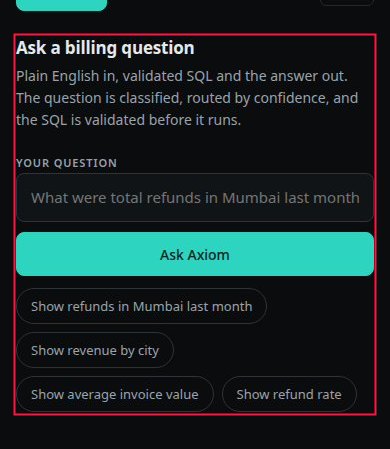 Ask a billing question
Plain English in, validated SQL and the answer out.
The question is classified, routed by confidence, and
the SQL is validated before it runs.
YOUR QUESTION
What were total refunds in Mumbai last month
Ask Axiom
Show refunds in Mumbai last month
Show revenue by city
Show average invoice value
Show refund rate